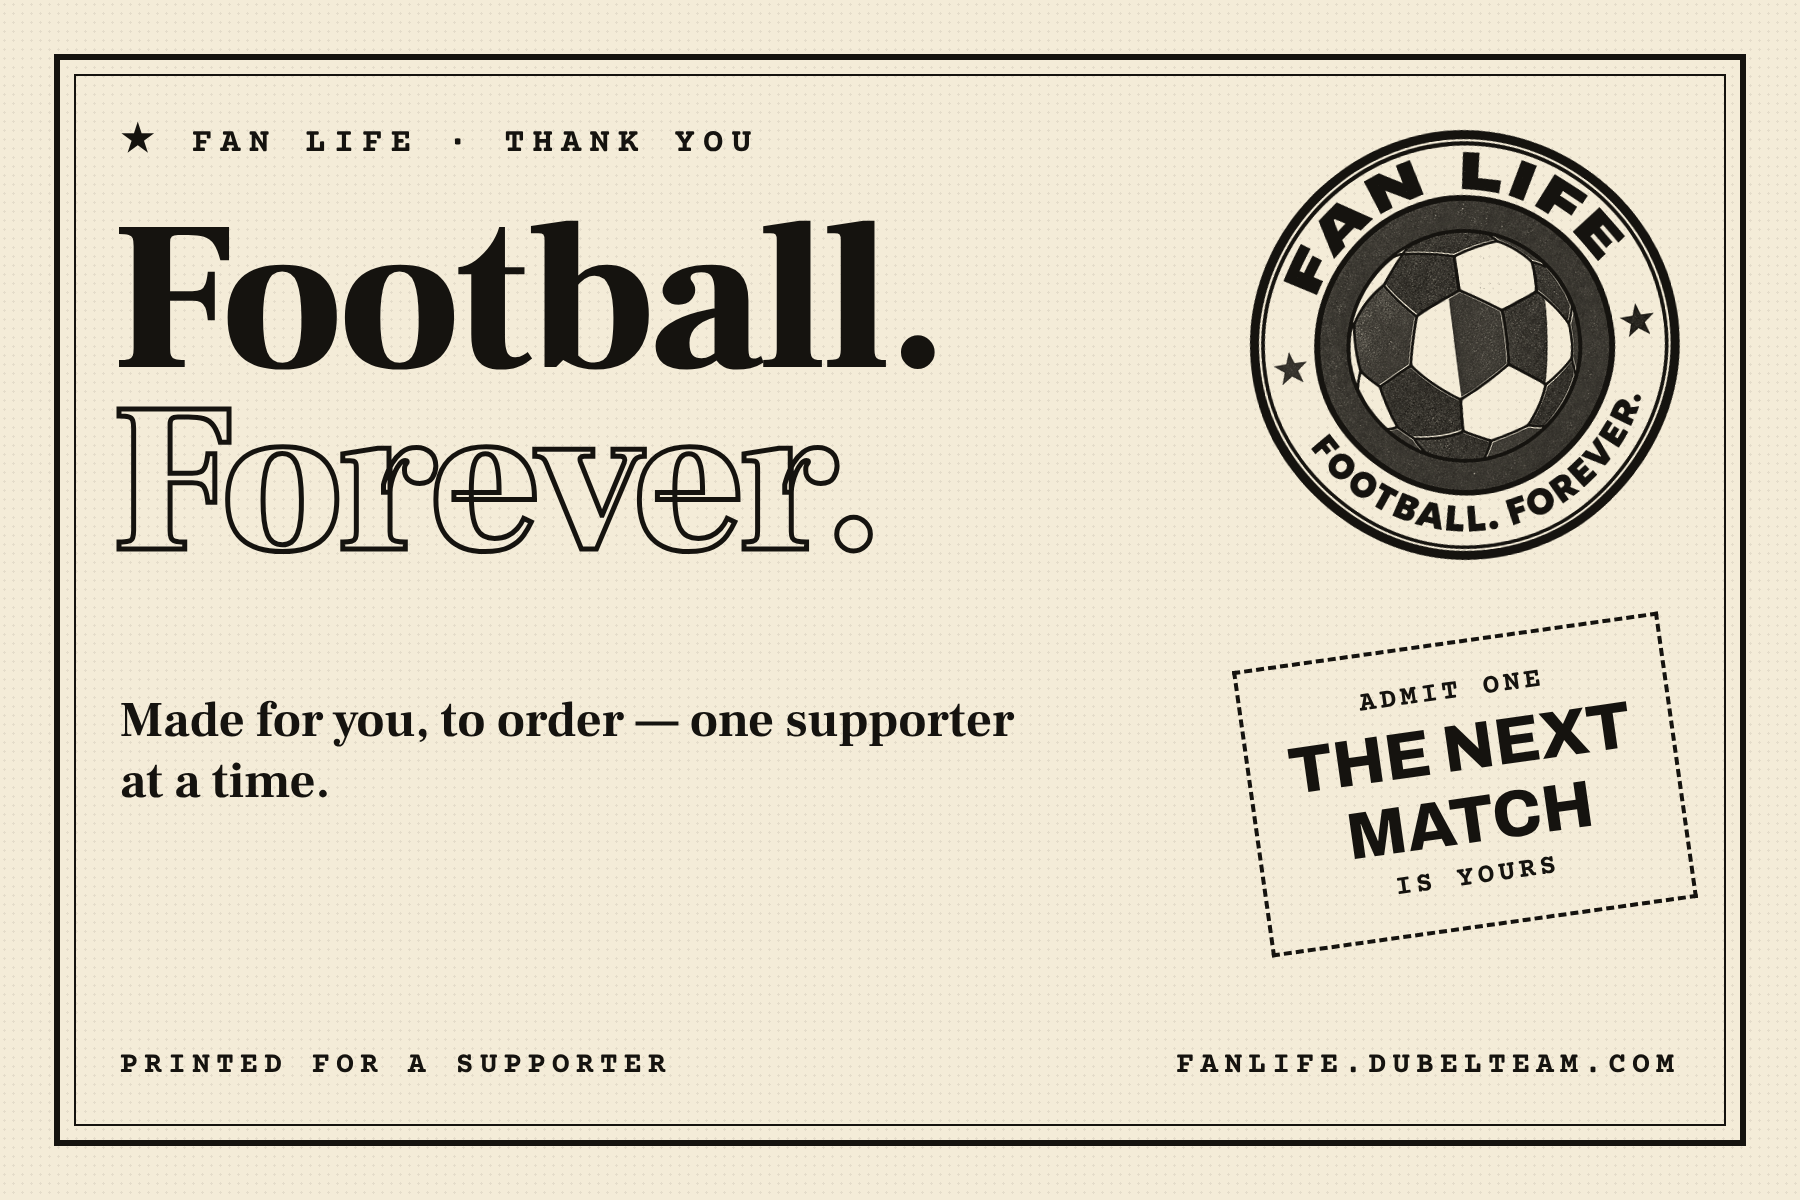 ★ FAN LIFE · THANK YOU
Football.
Forever.
Made for you, to order — one supporter
at a time.
FAN LIFE
FOOTBALL. FOREVER.
ADMIT ONE
THE NEXT
MATCH
IS YOURS
PRINTED FOR A SUPPORTER
FANLIFE.DUBELTEAM.COM